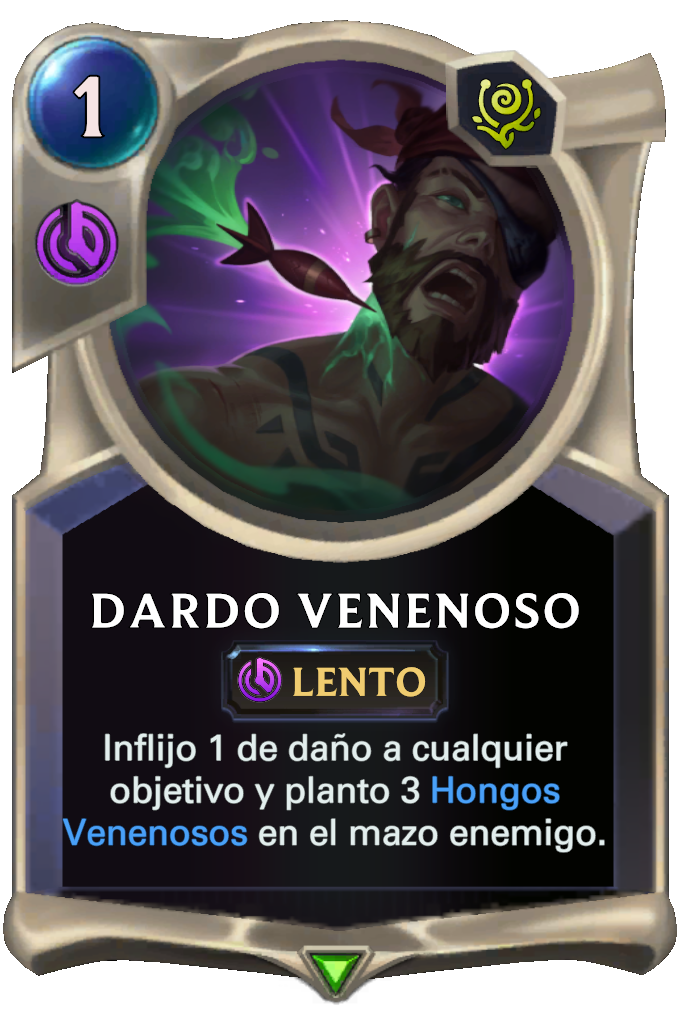 1
DARDO VENENOSO
LENTO
Inflijo 1 de daño a cualquier
objetivo y planto 3 Hongos
Venenosos en el mazo enemigo.